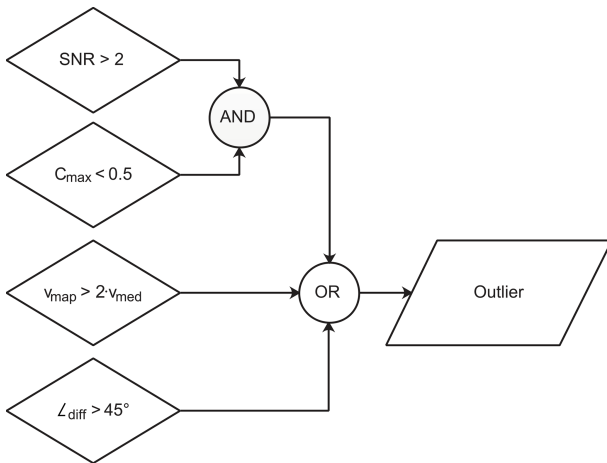 SNR > 2
AND
C_max < 0.5
v_map > 2·v_med
OR
Outlier
∠_diff > 45°